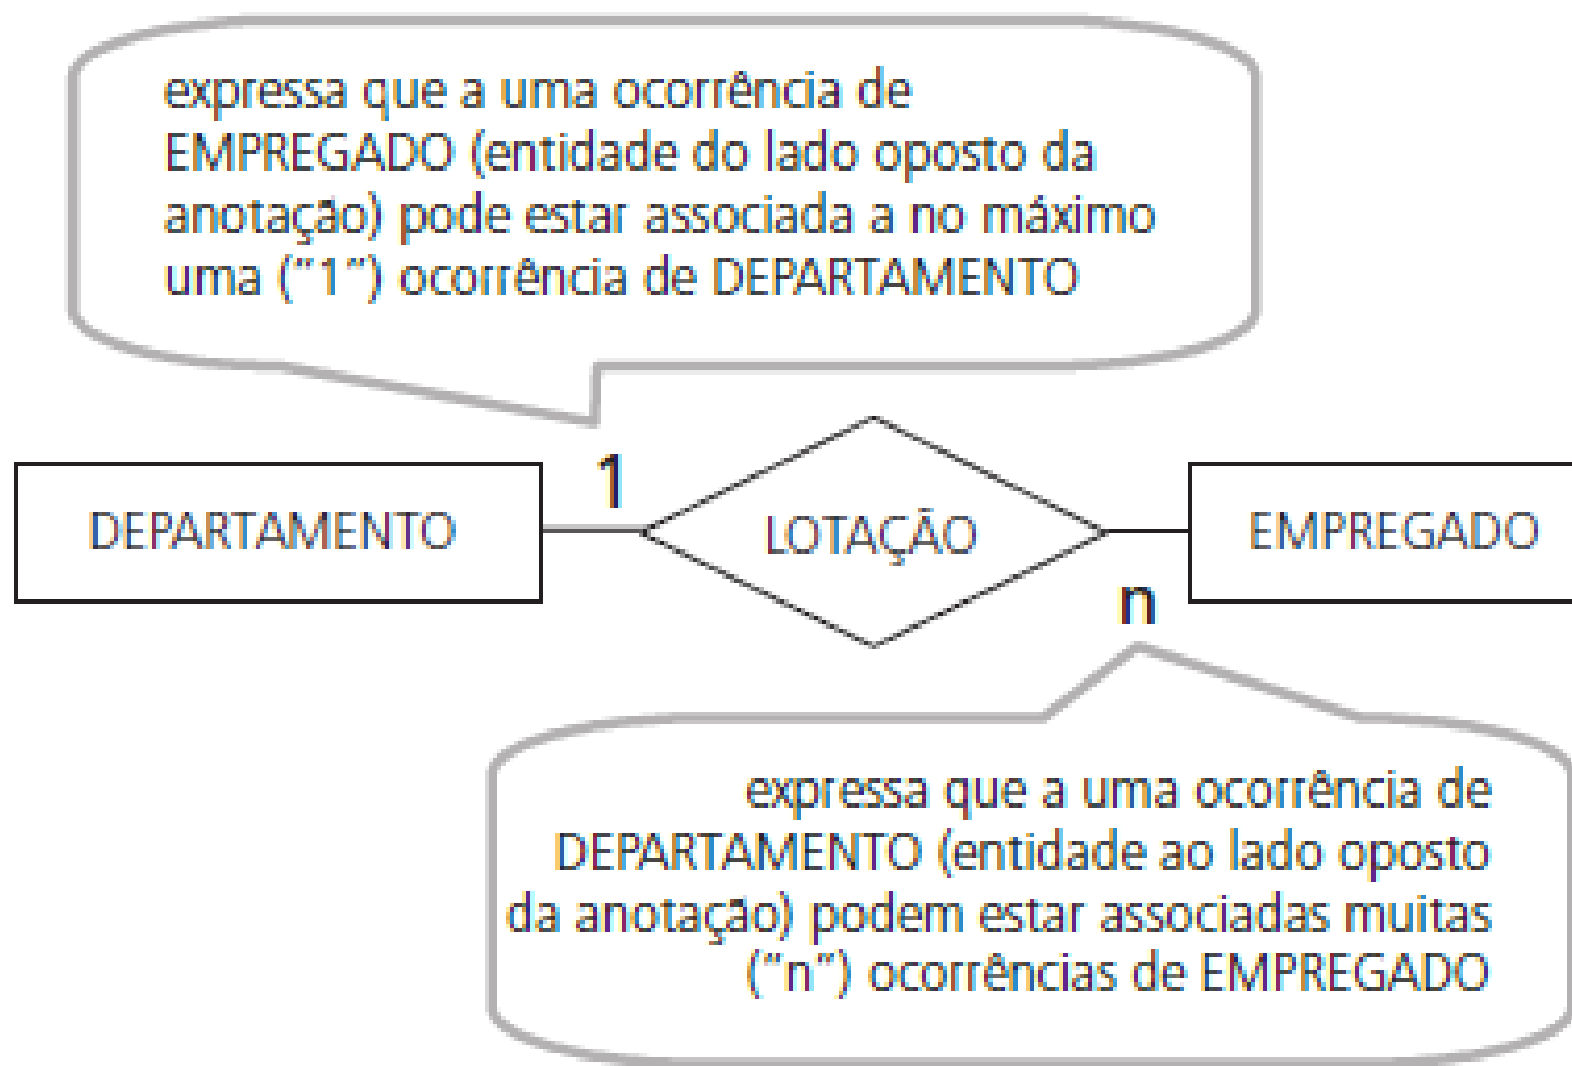 expressa que a uma ocorrência de
EMPREGADO (entidade do lado oposto da
anotação) pode estar associada a no máximo
uma (“1”) ocorrência de DEPARTAMENTO
1
DEPARTAMENTO
LOTAÇÃO
EMPREGADO
n
expressa que a uma ocorrência de
DEPARTAMENTO (entidade ao lado oposto
da anotação) podem estar associadas muitas
(“n”) ocorrências de EMPREGADO